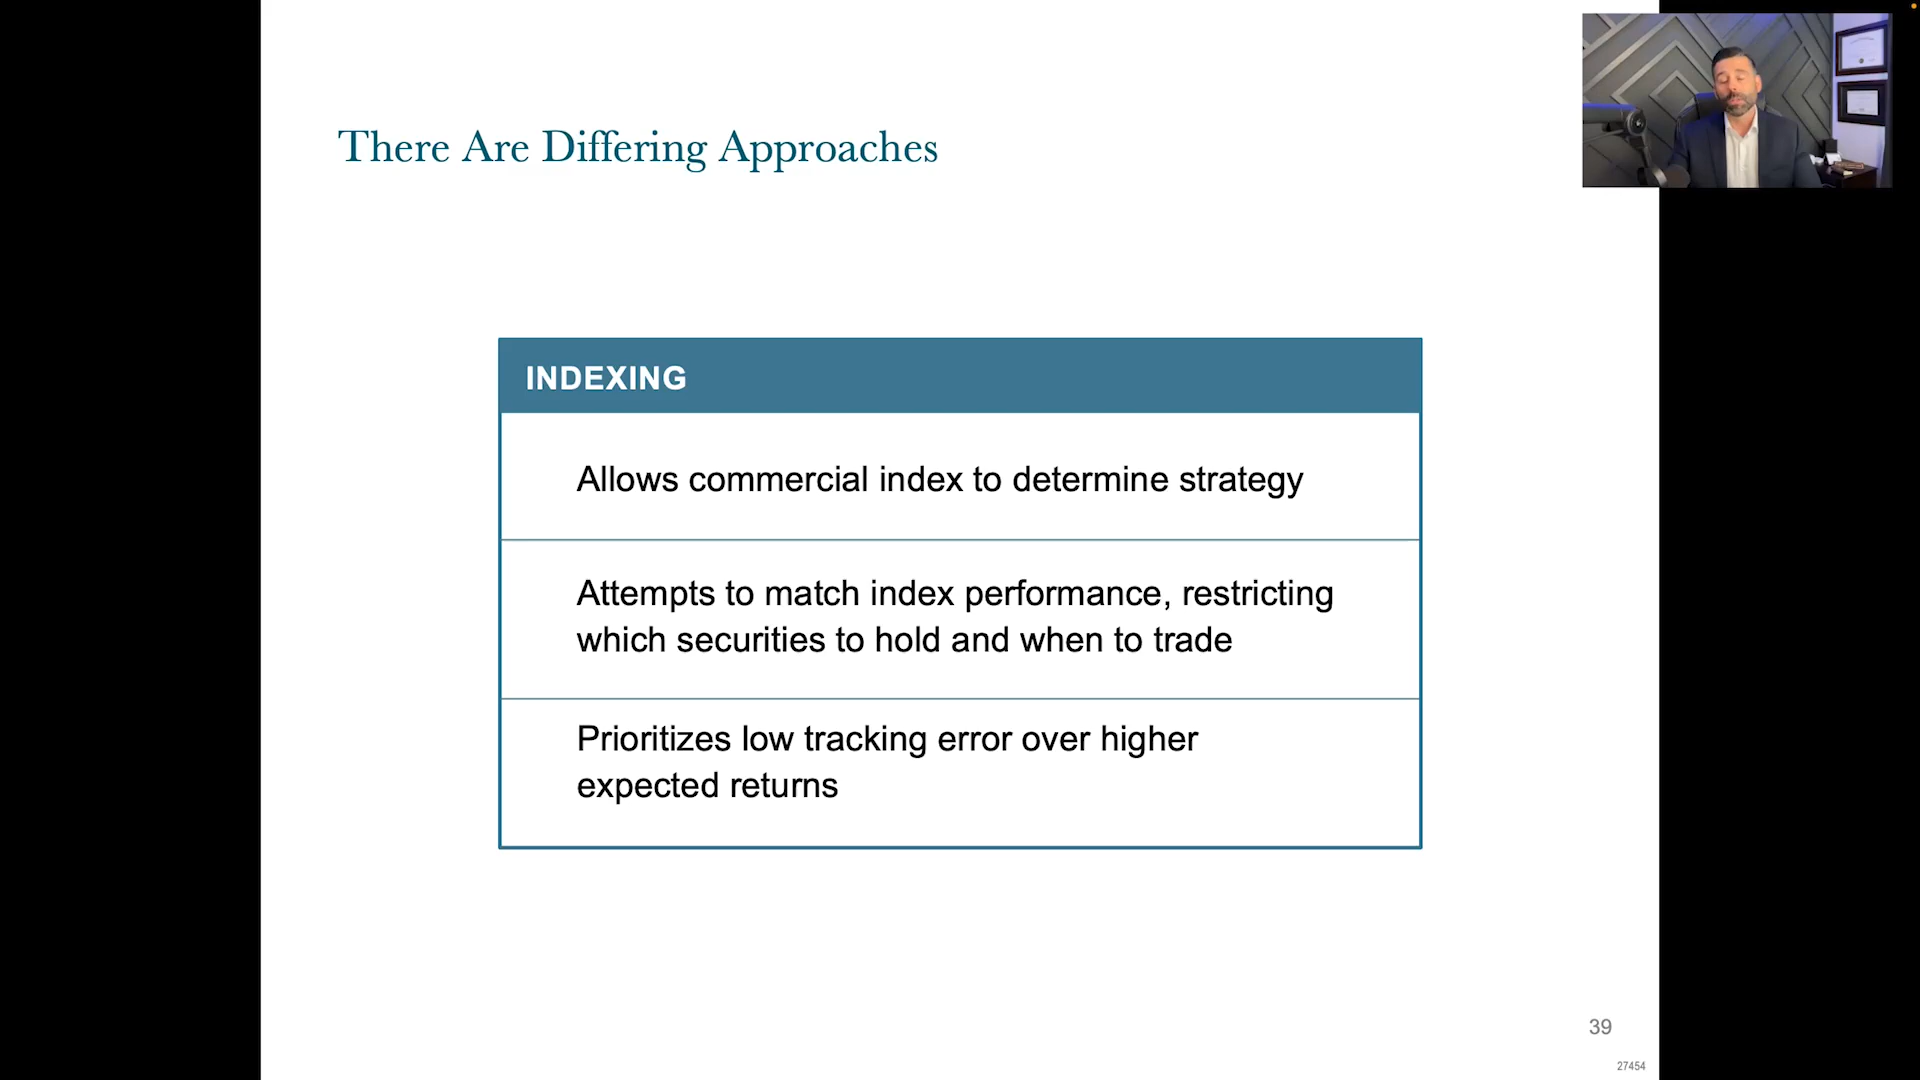 There Are Differing Approaches
INDEXING
Allows commercial index to determine strategy
Attempts to match index performance, restricting
which securities to hold and when to trade
Prioritizes low tracking error over higher
expected returns
39
27454